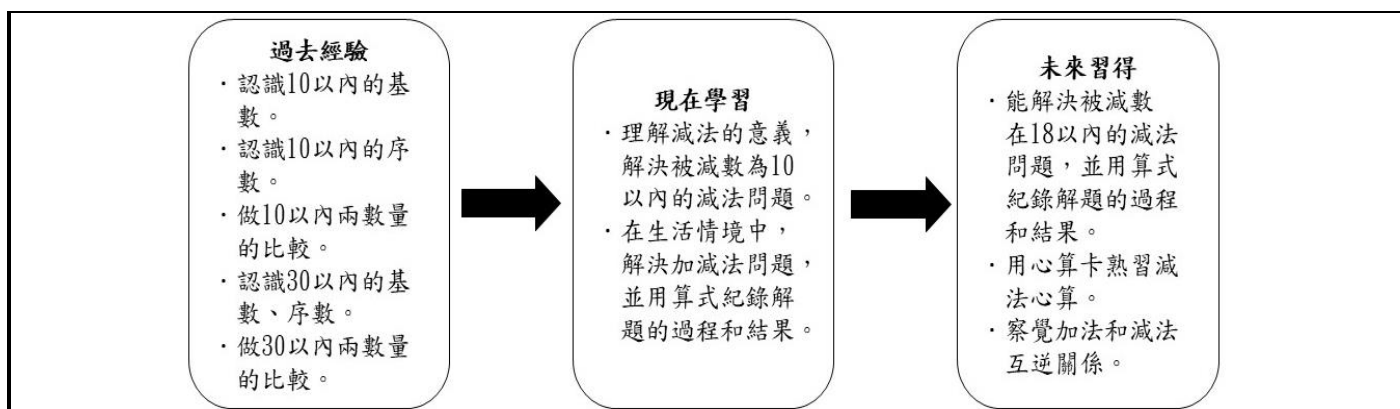 過去經驗
·認識10以內的基
數。
·認識10以內的序
數。
·做10以內兩數量
的比較。
·認識30以內的基
數、序數。
·做30以內兩數量
的比較。
現在學習
·理解減法的意義，
解決被減數為10
以內的減法問題。
·在生活情境中，
解決加減法問題，
並用算式紀錄解
題的過程和結果。
未來習得
·能解決被減數
在18以內的減法
問題，並用算式
紀錄解題的過程
和結果。
·用心算卡熟習減
法心算。
·察覺加法和減法
互逆關係。